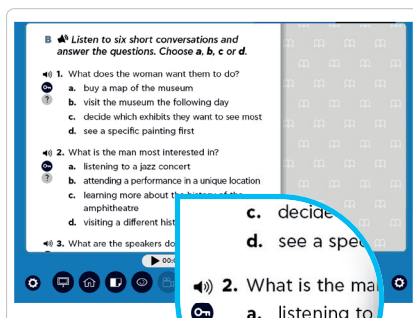 B Listen to six short conversations and
answer the questions. Choose a, b, c or d.
1. What does the woman want them to do?
a. buy a map of the museum
b. visit the museum the following day
c. decide which exhibits they want to see most
d. see a specific painting first
2. What is the man most interested in?
a. listening to a jazz concert
b. attending a performance in a unique location
c. learning more about the history of the
amphitheatre
d. visiting a different
3. What are the speakers
c. decide
d. see a
2. What is the
a. listening to